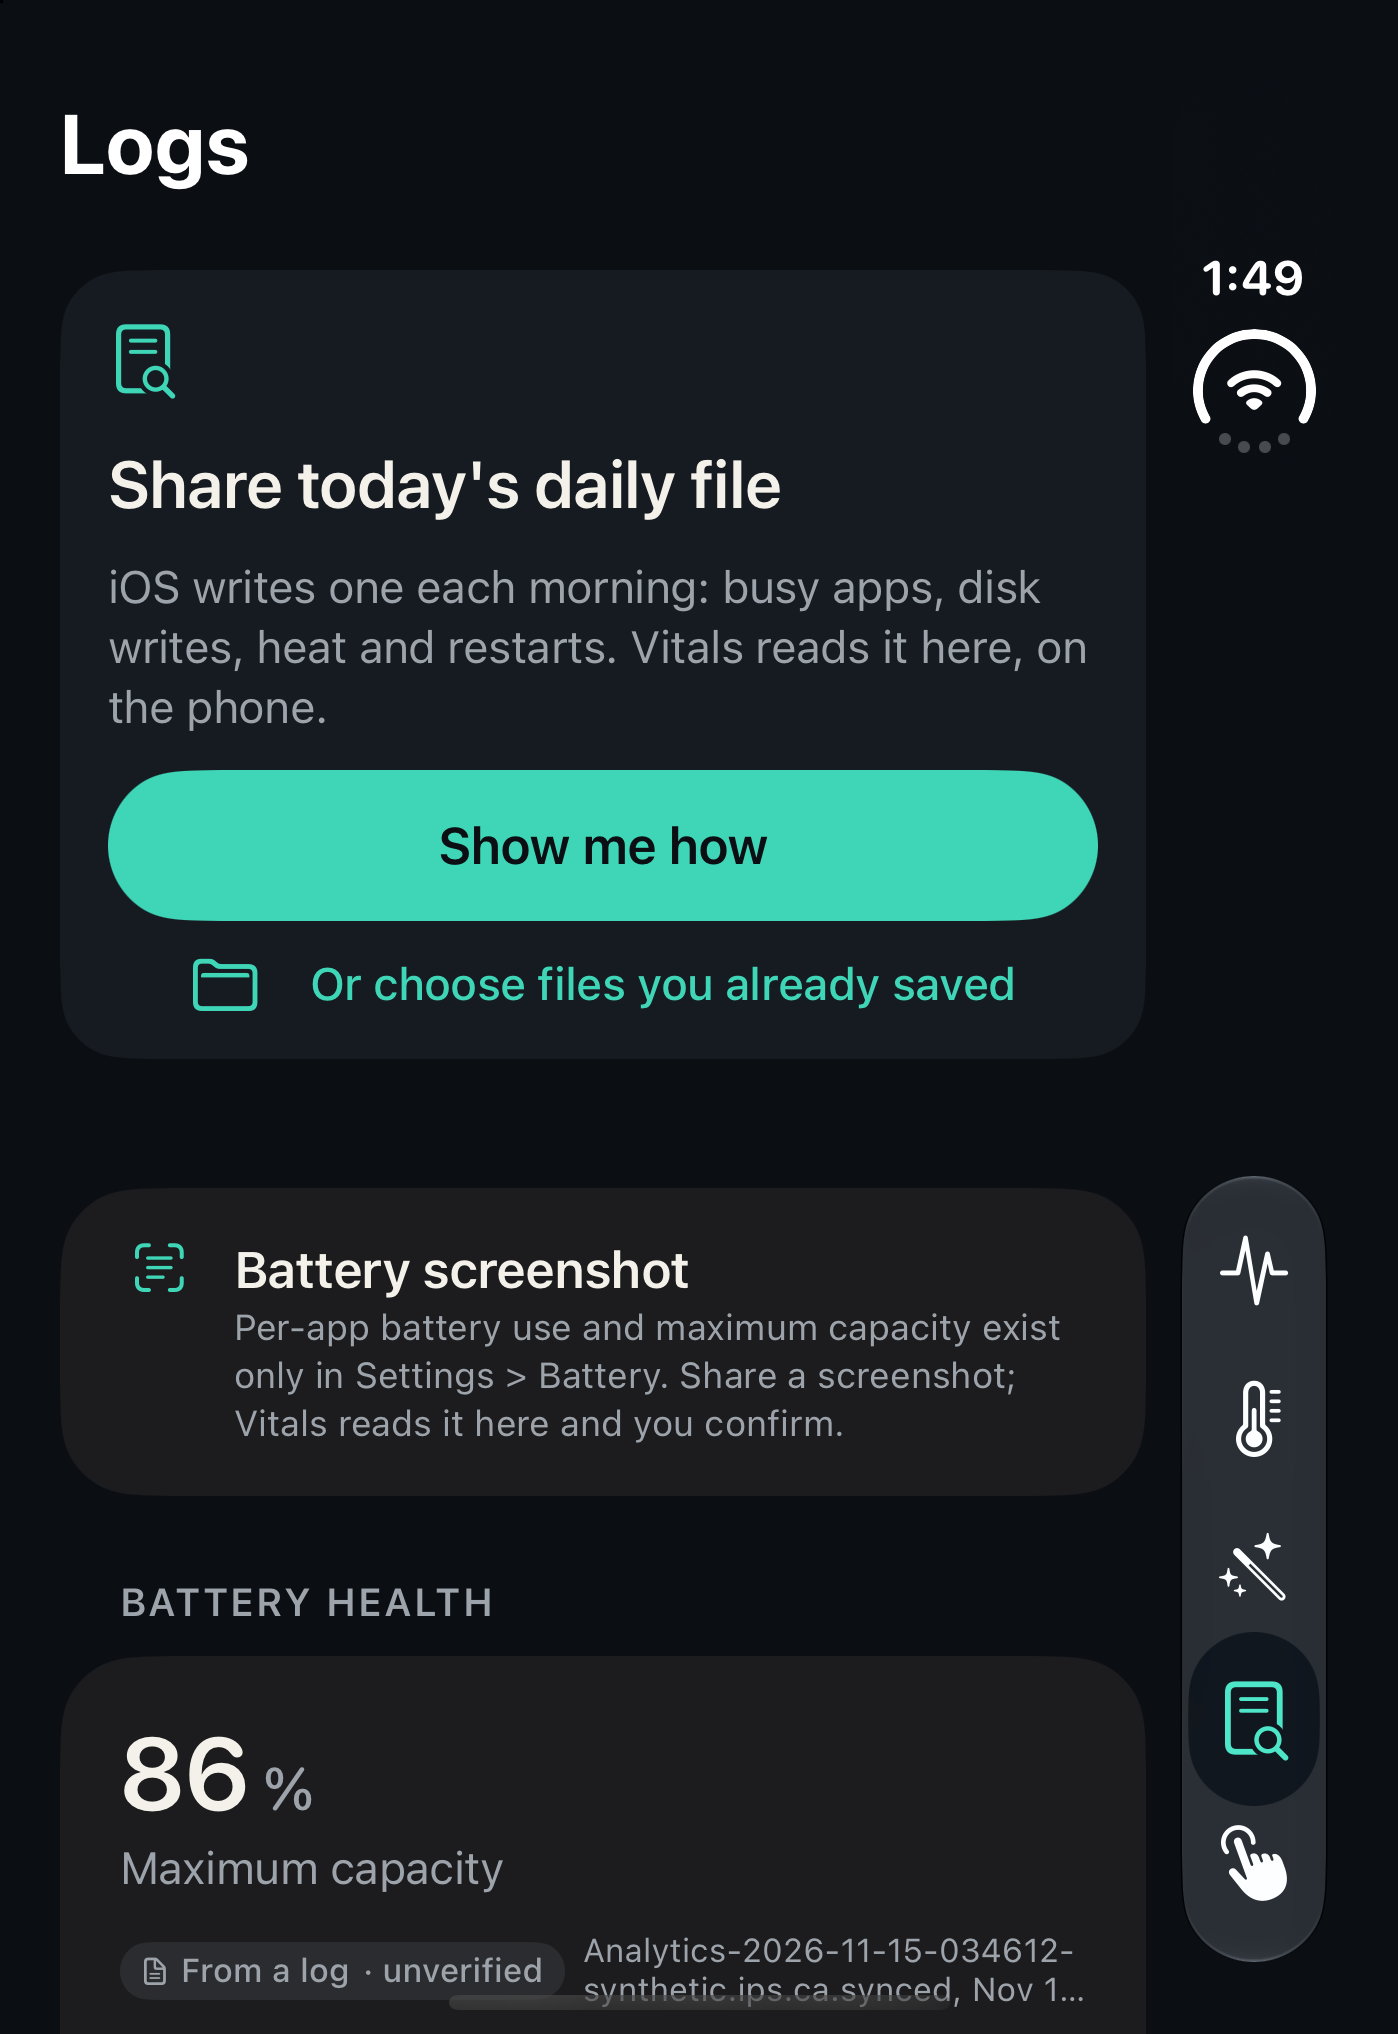 Logs
1:49
Share today's daily file
iOS writes one each morning: busy apps, disk
writes, heat and restarts. Vitals reads it here, on
the phone.
Show me how
Or choose files you already saved
Battery screenshot
Per-app battery use and maximum capacity exist
only in Settings > Battery. Share a screenshot;
Vitals reads it here and you confirm.
BATTERY HEALTH
86 %
Maximum capacity
From a log · unverified
Analytics-2026-11-15-034612-
synthetic.ips.ca.synced, Nov 1...